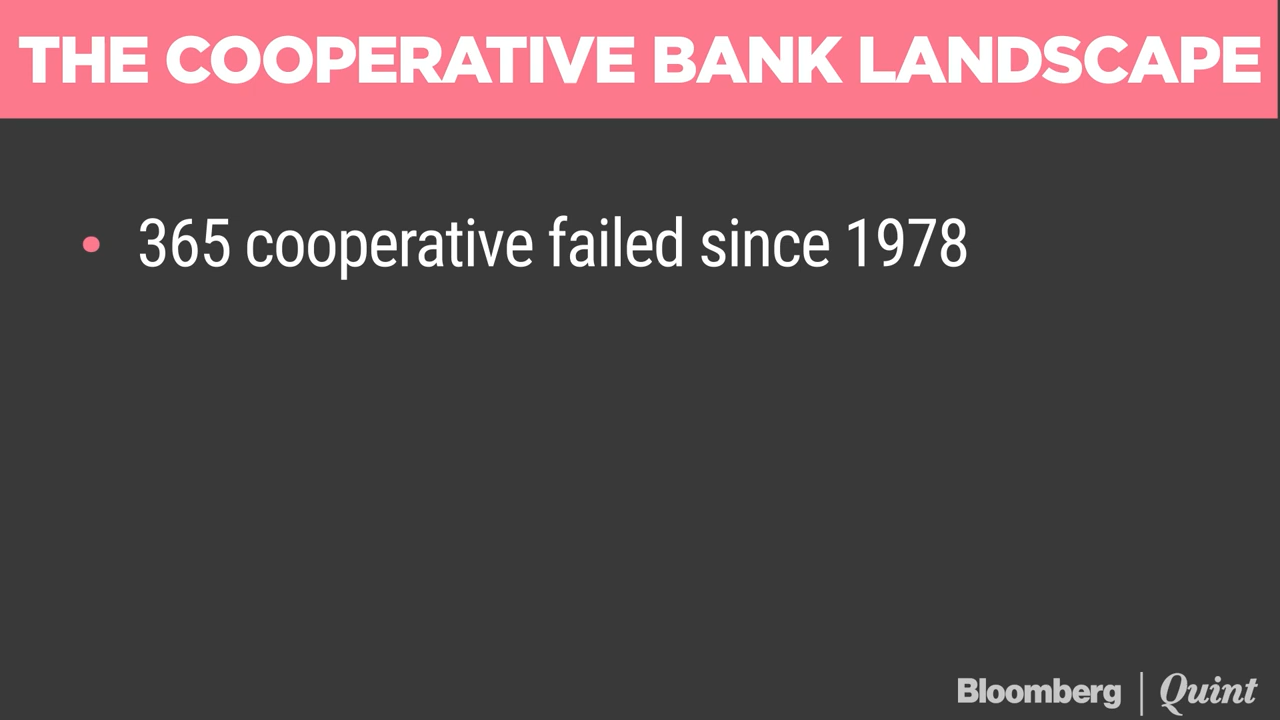 THE COOPERATIVE BANK LANDSCAPE
• 365 cooperative failed since 1978
Bloomberg | Quint